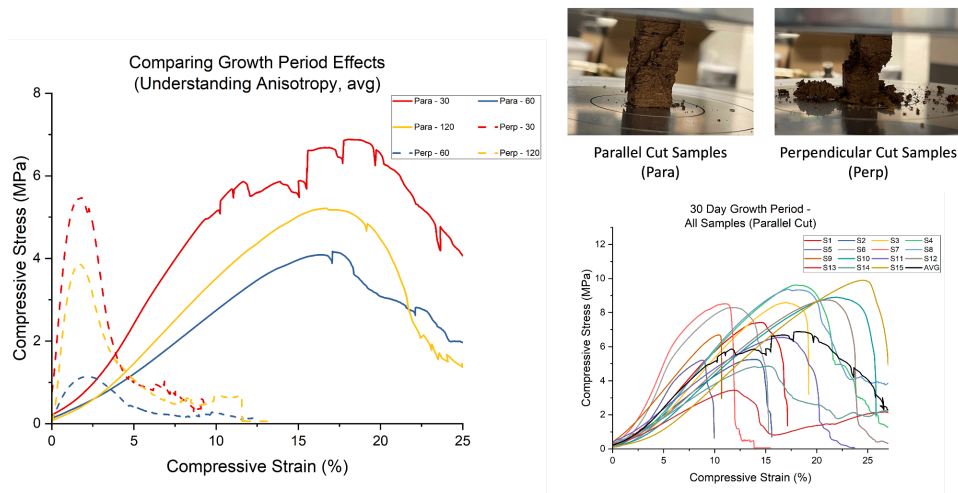 Comparing Growth Period Effects
(Understanding Anisotropy, avg)
Para - 30
Para - 60
Para - 120
Perp - 30
Perp - 60
Perp - 120
Compressive Stress (MPa)
8
6
4
2
0
0 5 10 15 20 25
Compressive Strain (%)
Parallel Cut Samples
(Para)
Perpendicular Cut Samples
(Perp)
30 Day Growth Period -
All Samples (Parallel Cut)
S1 S2 S3 S4
S5 S6 S7 S8
S9 S10 S11 S12
S13 S14 S15 AVG
Compressive Stress (MPa)
12
10
8
6
4
2
0
0 5 10 15 20 25
Compressive Strain (%)